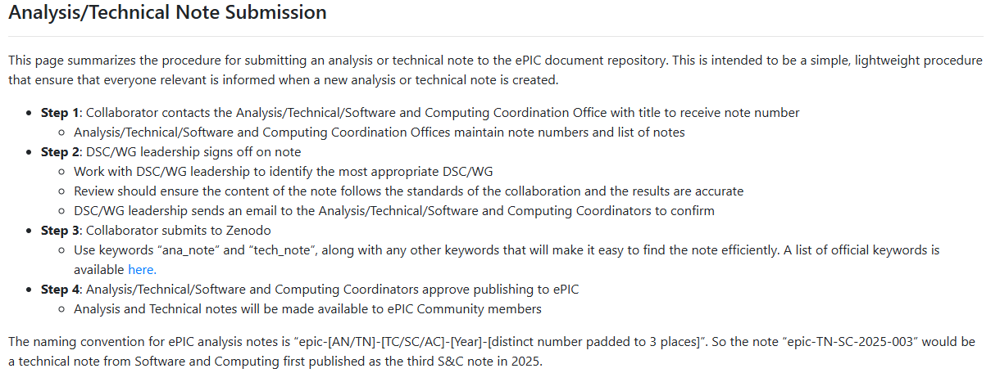 Analysis/Technical Note Submission
This page summarizes the procedure for submitting an analysis or technical note to the ePIC document repository. This is intended to be a simple, lightweight procedure
that ensure that everyone relevant is informed when a new analysis or technical note is created.
• Step 1: Collaborator contacts the Analysis/Technical/Software and Computing Coordination Office with title to receive note number
◦ Analysis/Technical/Software and Computing Coordination Offices maintain note numbers and list of notes
• Step 2: DSC/WG leadership signs off on note
◦ Work with DSC/WG leadership to identify the most appropriate DSC/WG
◦ Review should ensure the content of the note follows the standards of the collaboration and the results are accurate
◦ DSC/WG leadership sends an email to the Analysis/Technical/Software and Computing Coordinators to confirm
• Step 3: Collaborator submits to Zenodo
◦ Use keywords “ana_note” and “tech_note”, along with any other keywords that will make it easy to find the note efficiently. A list of official keywords is
available here.
• Step 4: Analysis/Technical/Software and Computing Coordinators approve publishing to ePIC
◦ Analysis and Technical notes will be made available to ePIC Community members
The naming convention for ePIC analysis notes is “epic-[AN/TN]-[TC/SC/AC]-[Year]-[distinct number padded to 3 places]”. So the note “epic-TN-SC-2025-003” would be
a technical note from Software and Computing first published as the third S&C note in 2025.